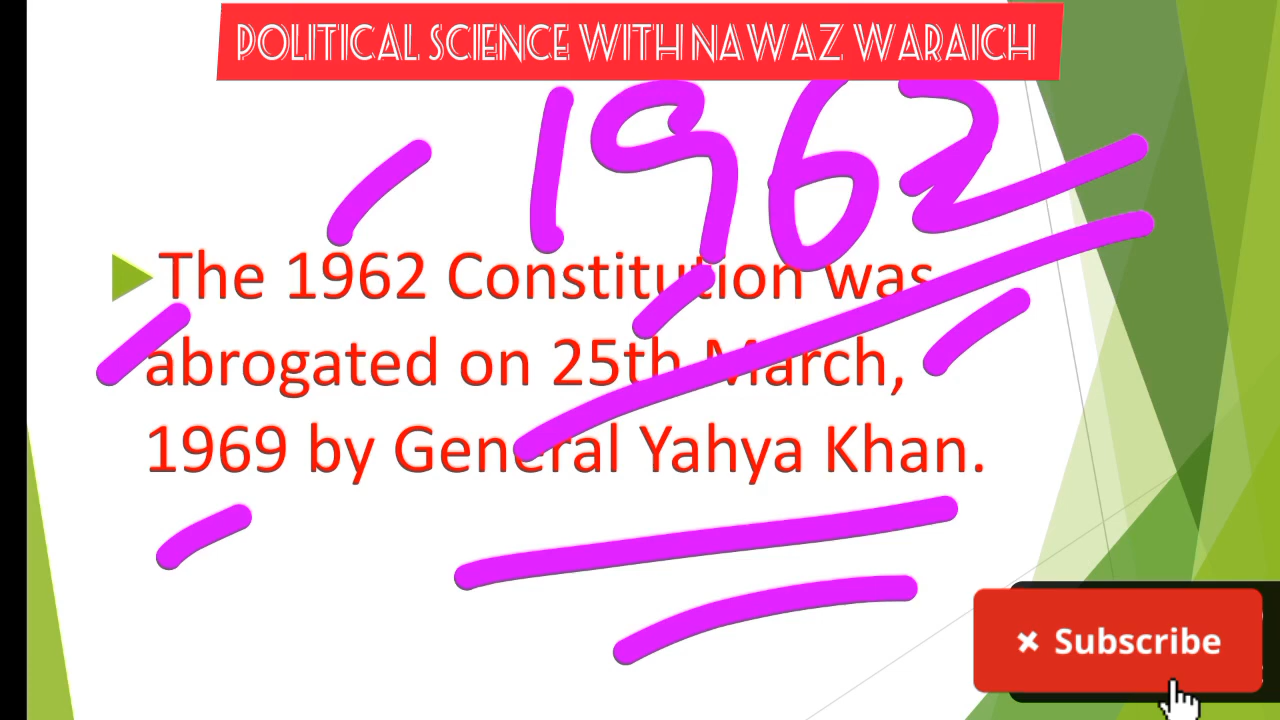 POLITICAL SCIENCE WITH NAWAZ WARAICH
1962
The 1962 Constitution was
abrogated on 25th March,
1969 by General Yahya Khan.
× Subscribe